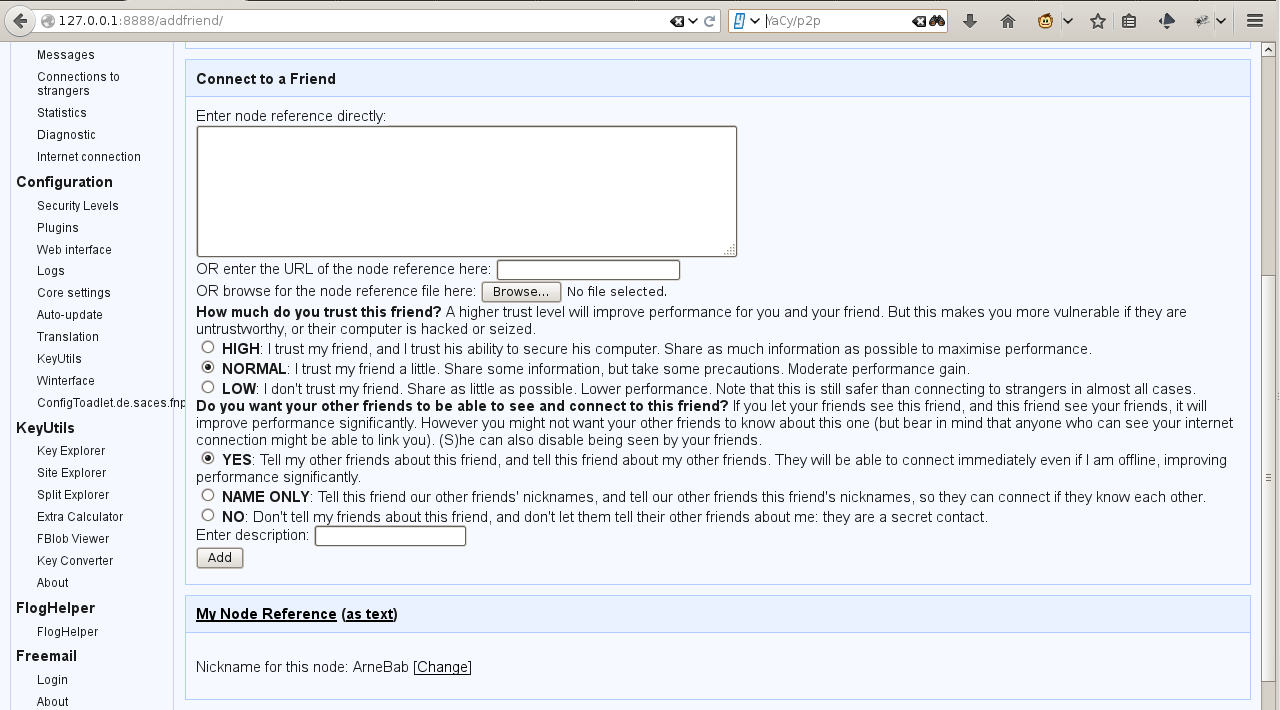 127.0.0.1:8888/addfriend/
YaCy/p2p
Messages
Connections to
strangers
Statistics
Diagnostic
Internet connection
Configuration
Security Levels
Plugins
Web interface
Logs
Core settings
Auto-update
Translation
KeyUtils
Winterface
ConfigToadlet.de.saces.fnp
KeyUtils
Key Explorer
Site Explorer
Split Explorer
Extra Calculator
FBlob Viewer
Key Converter
About
FlogHelper
FlogHelper
Freemail
Login
About
Connect to a Friend
Enter node reference directly:
OR enter the URL of the node reference here:
OR browse for the node reference file here: Browse... No file selected.
How much do you trust this friend? A higher trust level will improve performance for you and your friend. But this makes you more vulnerable if they are
untrustworthy, or their computer is hacked or seized.
HIGH: I trust my friend, and I trust his ability to secure his computer. Share as much information as possible to maximise performance.
NORMAL: I trust my friend a little. Share some information, but take some precautions. Moderate performance gain.
LOW: I don't trust my friend. Share as little as possible. Lower performance. Note that this is still safer than connecting to strangers in almost all cases.
Do you want your other friends to be able to see and connect to this friend? If you let your friends see this friend, and this friend see your friends, it will
improve performance significantly. However you might not want your other friends to know about this one (but bear in mind that anyone who can see your internet
connection might be able to link you). (S)he can also disable being seen by your friends.
YES: Tell my other friends about this friend, and tell this friend about my other friends. They will be able to connect immediately even if I am offline, improving
performance significantly.
NAME ONLY: Tell this friend our other friends' nicknames, and tell our other friends this friend's nicknames, so they can connect if they know each other.
NO: Don't tell my friends about this friend, and don't let them tell their other friends about me: they are a secret contact.
Enter description:
Add
My Node Reference (as text)
Nickname for this node: ArneBab [Change]